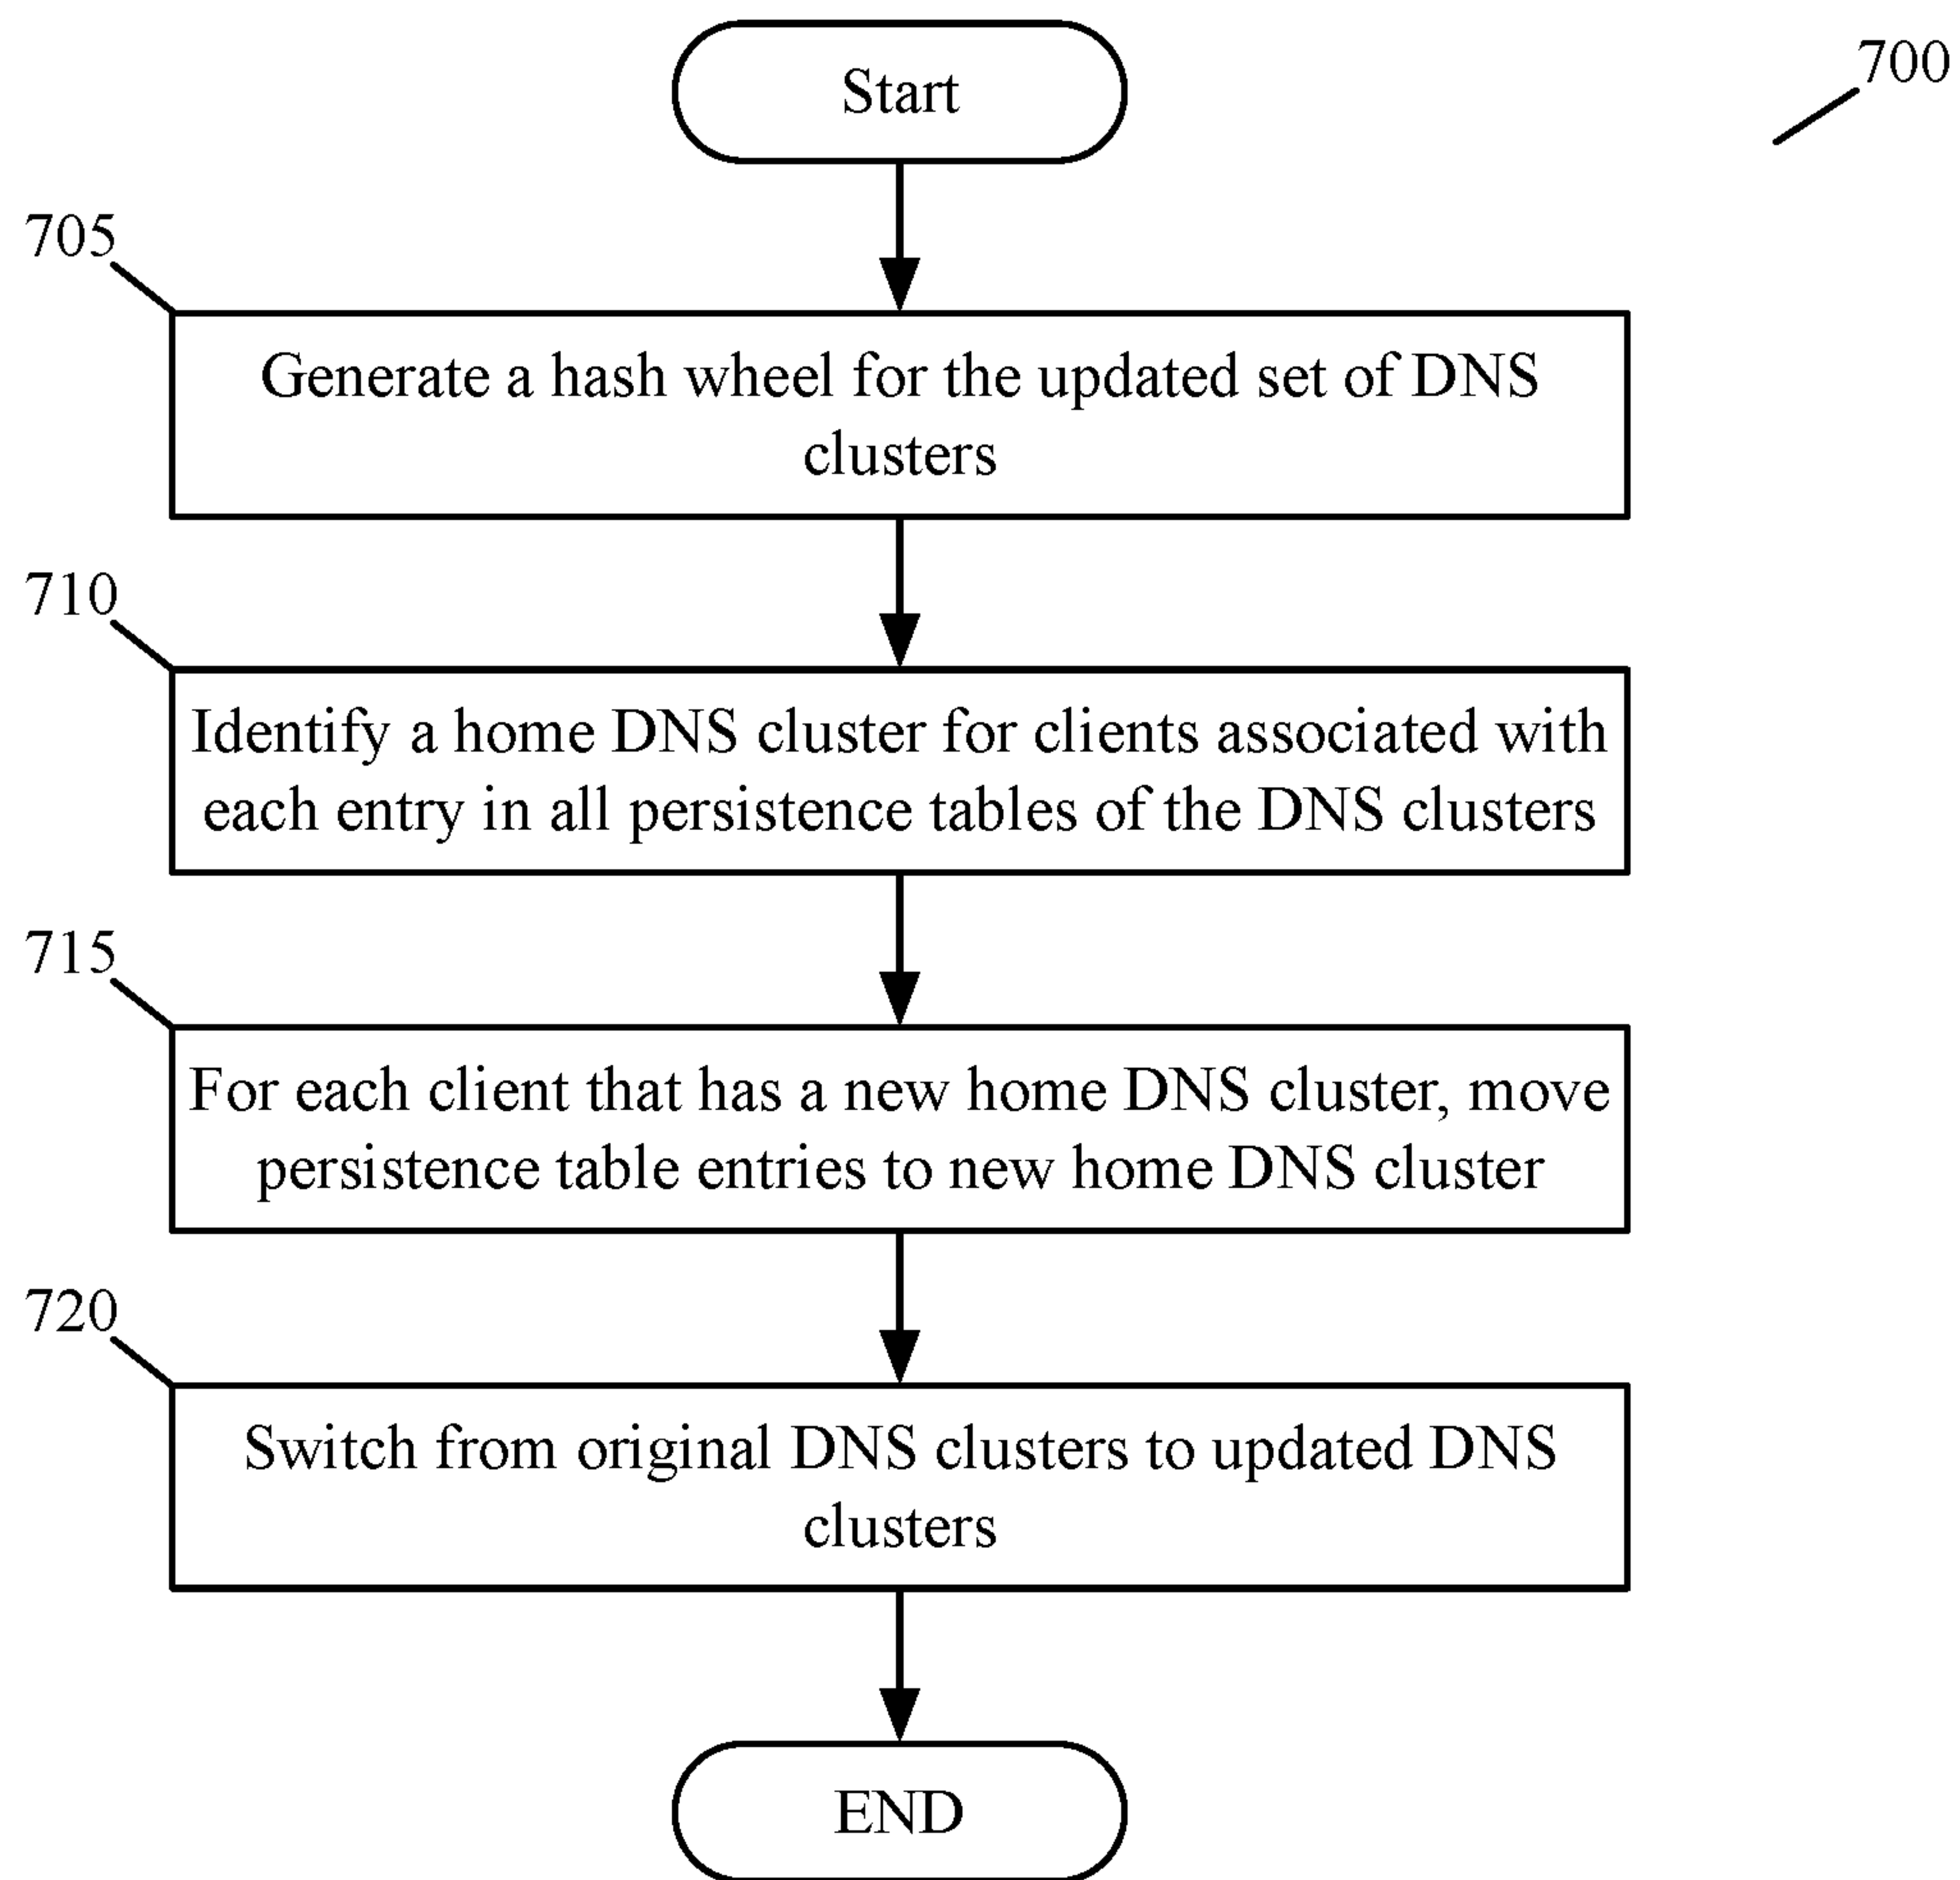 Start
700
705
Generate a hash wheel for the updated set of DNS
clusters
710
Identify a home DNS cluster for clients associated with
each entry in all persistence tables of the DNS clusters
715
For each client that has a new home DNS cluster, move
persistence table entries to new home DNS cluster
720
Switch from original DNS clusters to updated DNS
clusters
END